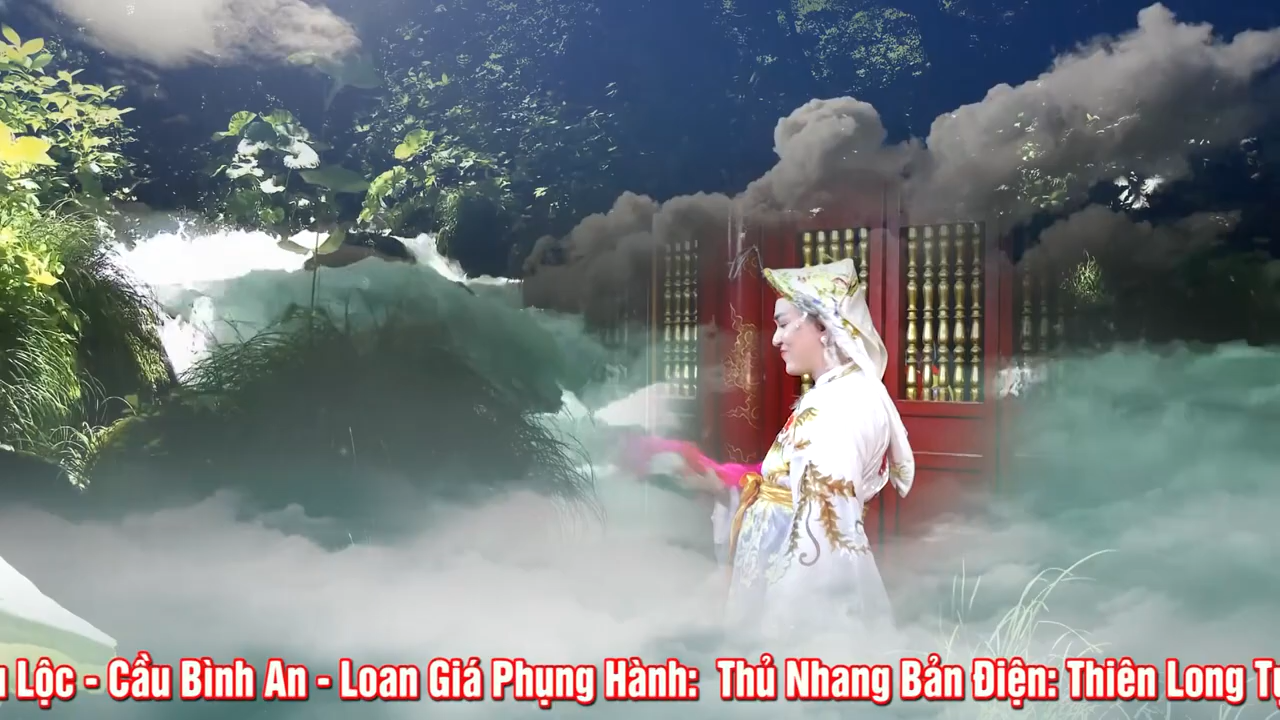 Lộc - Cầu Bình An - Loan Giá Phụng Hành: Thủ Nhang Bản Điện: Thiên Long